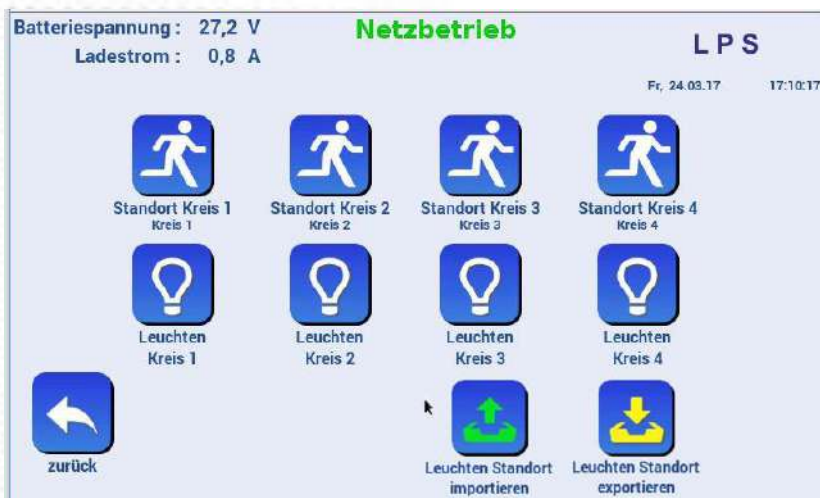 Batteriespannung : 27,2 V
Netzbetrieb
Ladestrom : 0,8 A
LPS
Fr, 24.03.17 17:10:17
Standort Kreis 1
Kreis 1
Standort Kreis 2
Kreis 2
Standort Kreis 3
Kreis 3
Standort Kreis 4
Kreis 4
Leuchten
Kreis 1
Leuchten
Kreis 2
Leuchten
Kreis 3
Leuchten
Kreis 4
zurück
Leuchten Standort
importieren
Leuchten Standort
exportieren